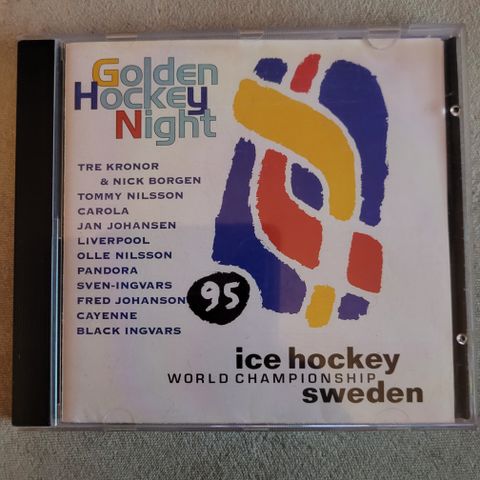 Golden
Hockey
Night
TRE KRONOR
& NICK BORGEN
TOMMY NILSSON
CAROLA
JAN JOHANSEN
LIVERPOOL
OLLE NILSSON
PANDORA
SVEN-INGVARS
FRED JOHANSON
CAYENNE
BLACK INGVARS
95
ice hockey
WORLD CHAMPIONSHIP
sweden